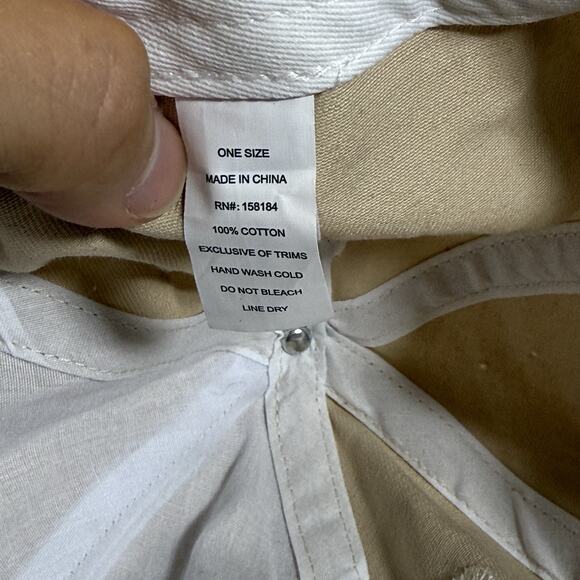 ONE SIZE
MADE IN CHINA
RN#: 158184
100% COTTON
EXCLUSIVE OF TRIMS
HAND WASH COLD
DO NOT BLEACH
LINE DRY